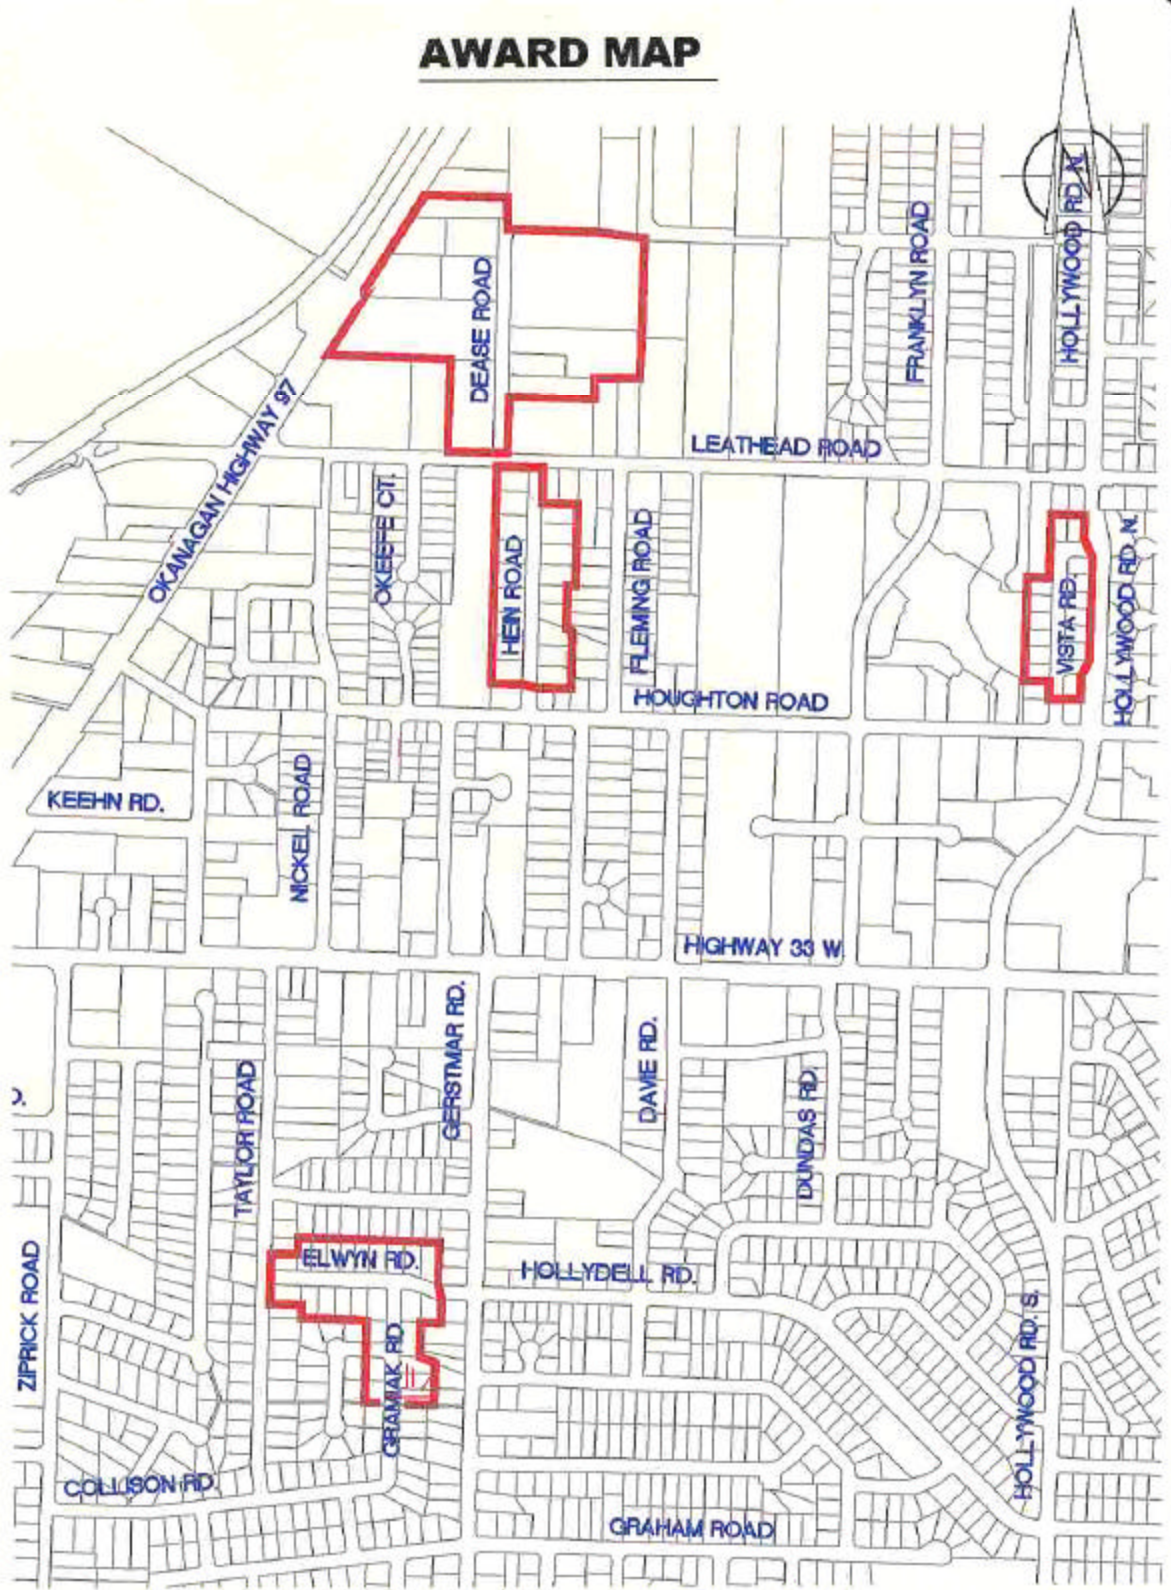 AWARD MAP
N
HOLLYWOOD RD. N.
FRANKLYN ROAD
DEASE ROAD
OKANAGAN HIGHWAY 97
LEATHEAD ROAD
OKEEFE CT.
HEIN ROAD
FLEMING ROAD
VISTA RD.
HOLLYWOOD RD. N.
HOUGHTON ROAD
KEEHN RD.
NICKEL ROAD
HIGHWAY 33 W
GERSTMAR RD.
DAVIE RD.
TAYLOR ROAD
DUNDAS RD.
ELWYN RD.
HOLLYDELL RD.
ZIPRICK ROAD
GRAMIAK RD
HOLLYWOOD RD. S.
COLLISON RD.
GRAHAM ROAD